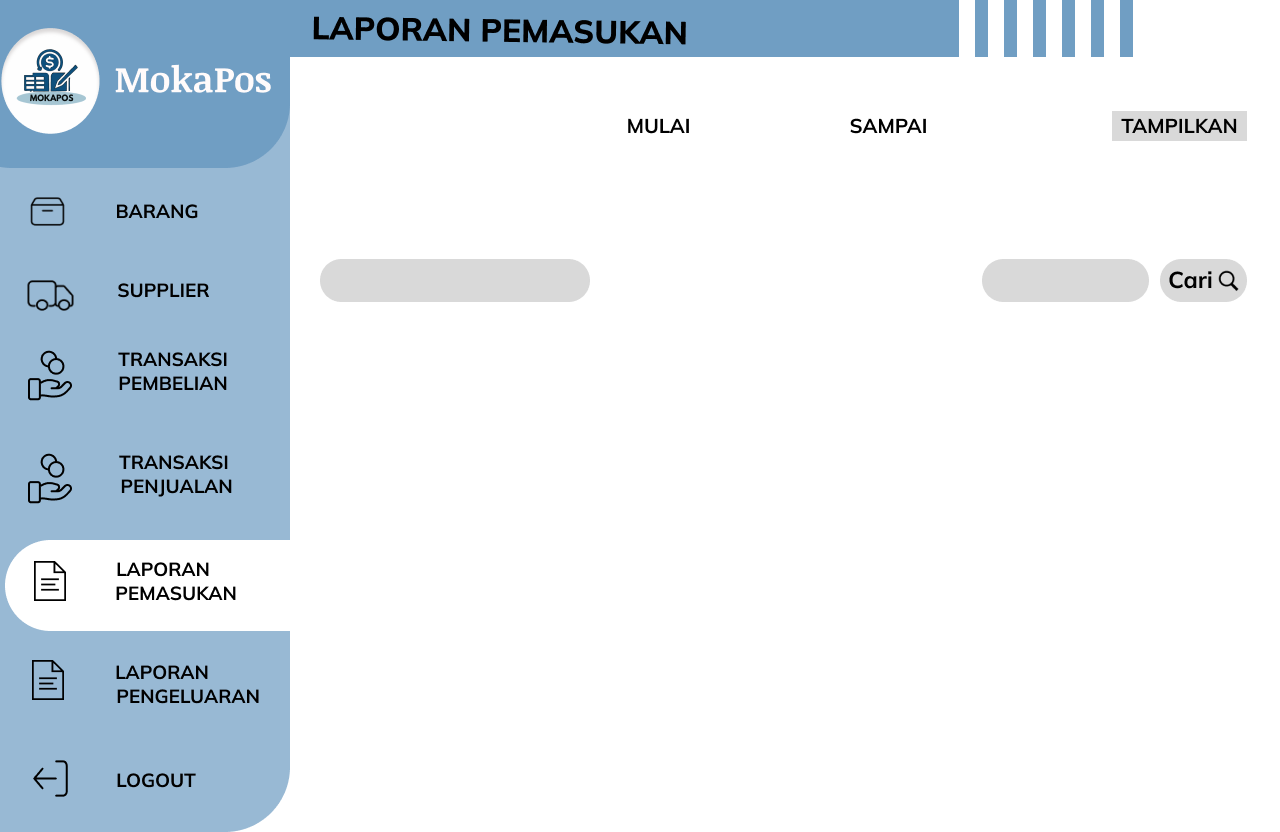 LAPORAN PEMASUKAN
MOKAPOS
MokaPos
MULAI
SAMPAI
TAMPILKAN
BARANG
Cari
SUPPLIER
TRANSAKSI
PEMBELIAN
TRANSAKSI
PENJUALAN
LAPORAN
PEMASUKAN
LAPORAN
PENGELUARAN
LOGOUT